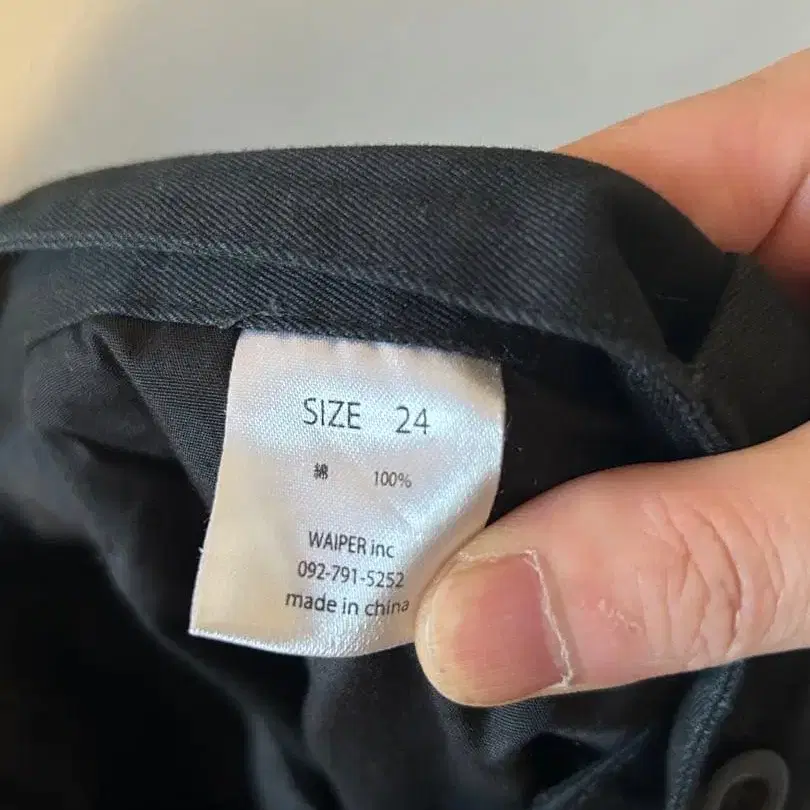 SIZE 24
綿 100%
WAIPER inc
092-791-5252
made in china